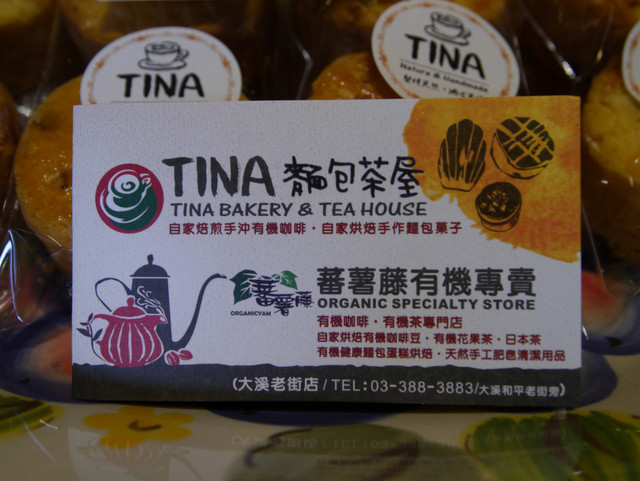 TINA
TINA
Nature & Handmade
TINA 麵包茶屋
TINA BAKERY & TEA HOUSE
自家焙煎手沖有機咖啡・自家烘焙手作麵包菓子
蕃薯藤
ORGANICYAM
蕃薯藤有機專賣
ORGANIC SPECIALTY STORE
有機咖啡・有機茶專門店
自家烘焙有機咖啡豆・有機花果茶・日本茶
有機健康麵包蛋糕烘焙・天然手工肥皂清潔用品
(大溪老街店 / TEL: 03-388-3883/大溪和平老街旁)